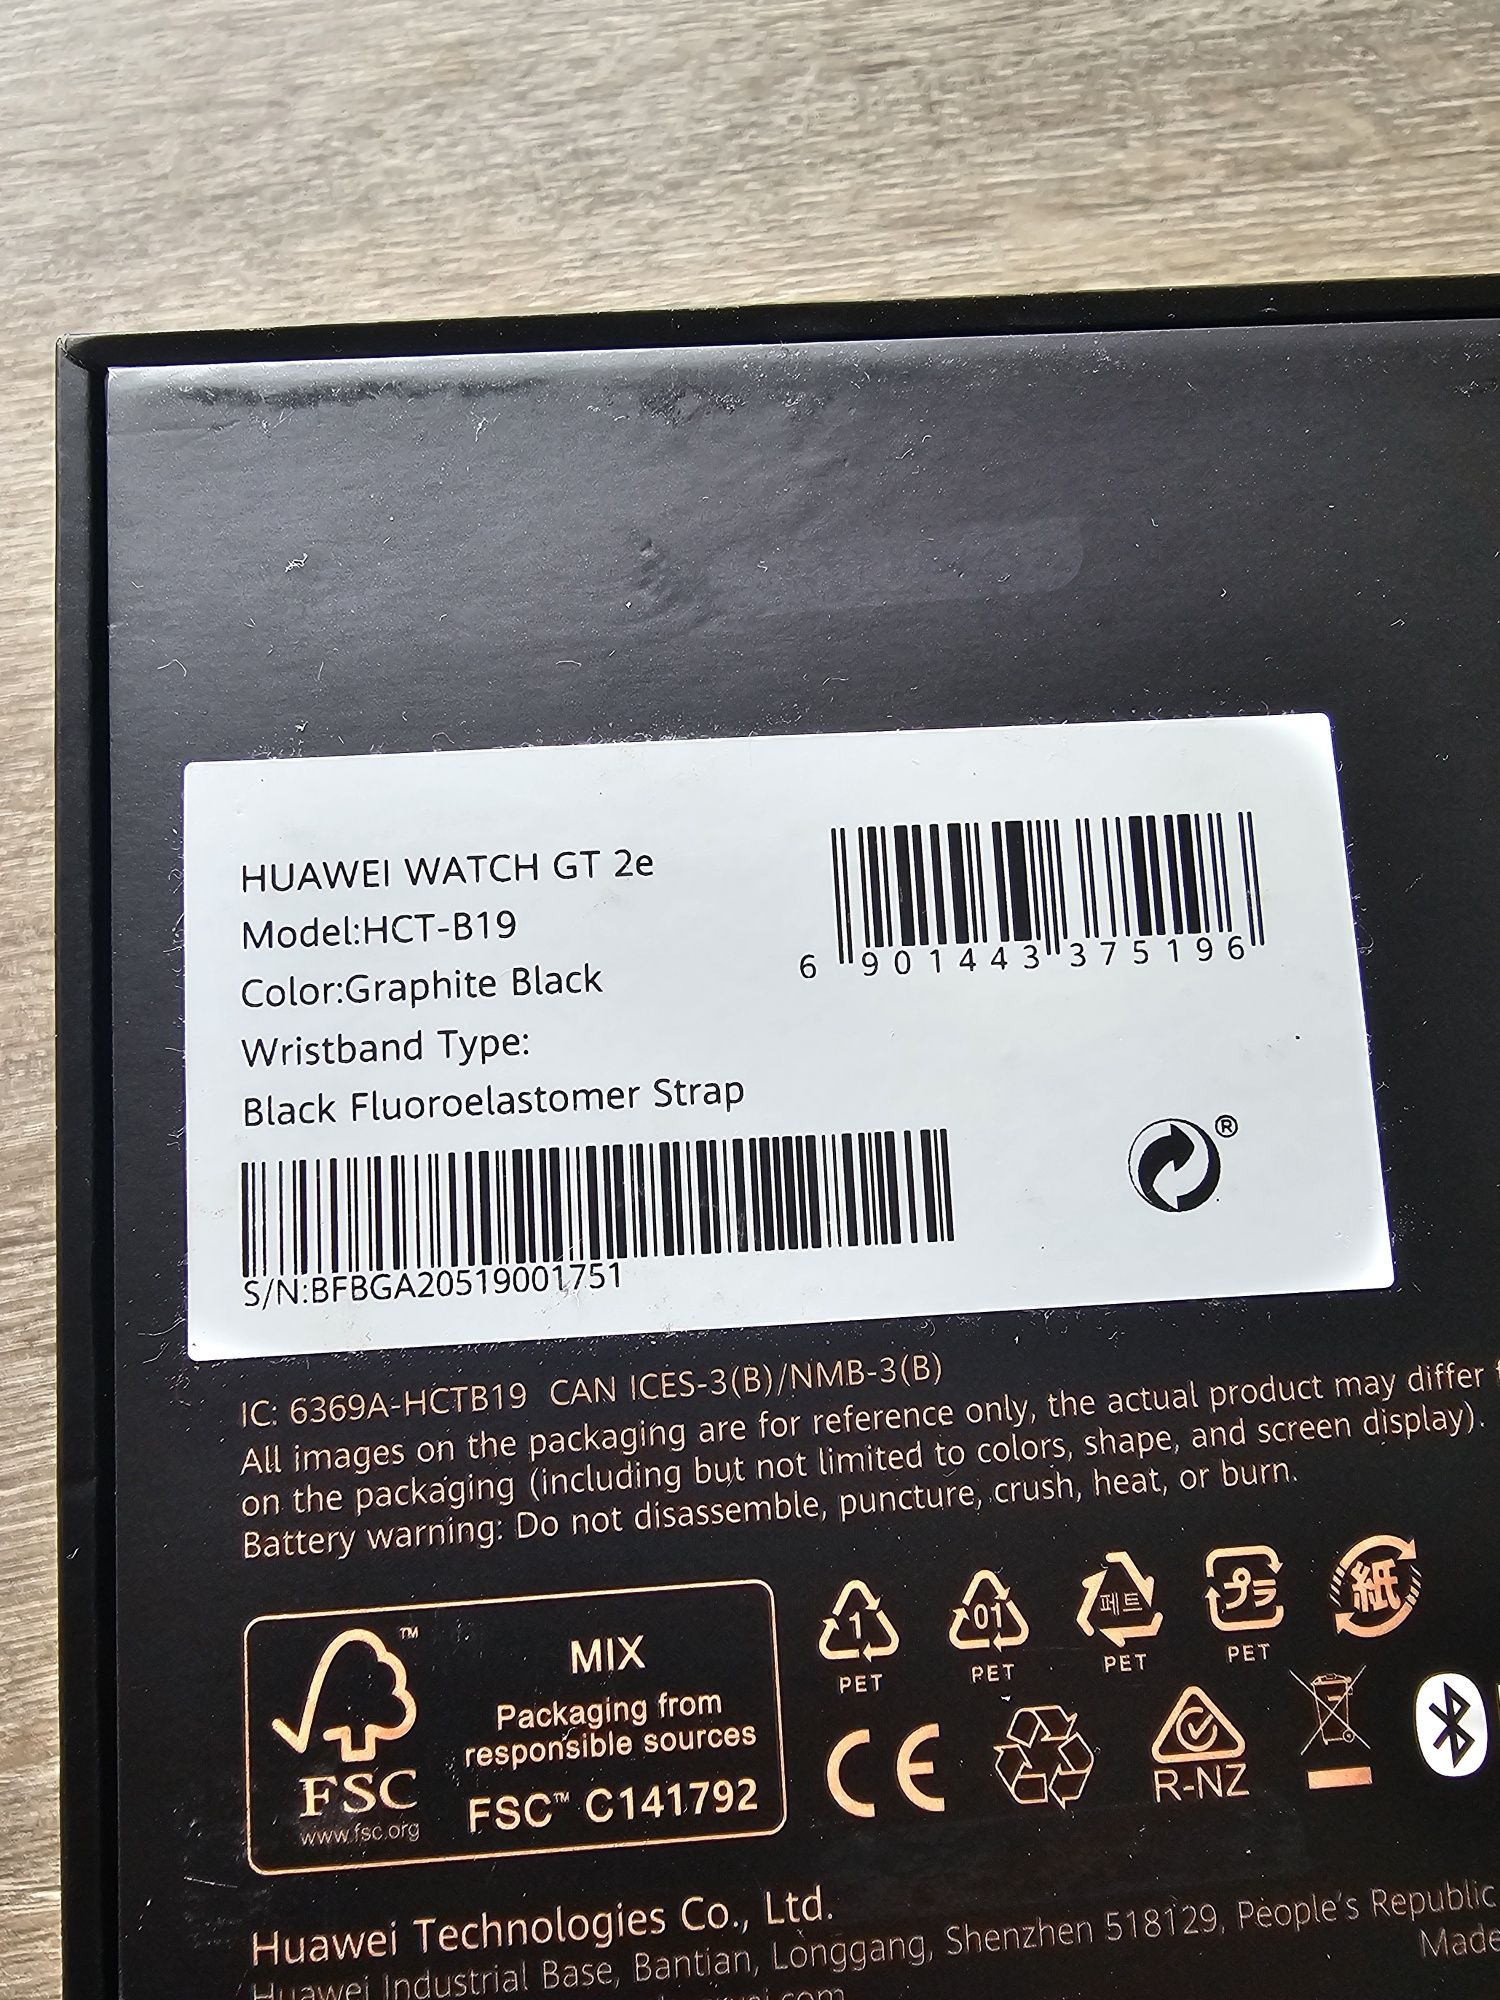 HUAWEI WATCH GT 2e
Model:HCT-B19
Color:Graphite Black
Wristband Type:
Black Fluoroelastomer Strap
6 901443 375196
®
S/N:BFBGA20519001751
IC: 6369A-HCTB19 CAN ICES-3(B)/NMB-3(B)
All images on the packaging are for reference only, the actual product may differ
on the packaging (including but not limited to colors, shape, and screen display).
Battery warning: Do not disassemble, puncture, crush, heat, or burn.
TM
MIX
Packaging from
responsible sources
FSC™ C141792
FSC
www.fsc.org
1
PET
01
PET
페트
PET
プラ
PET
紙
CE
R-NZ
Huawei Technologies Co., Ltd.
Huawei Industrial Base, Bantian, Longgang, Shenzhen 518129, People's Republic
Made